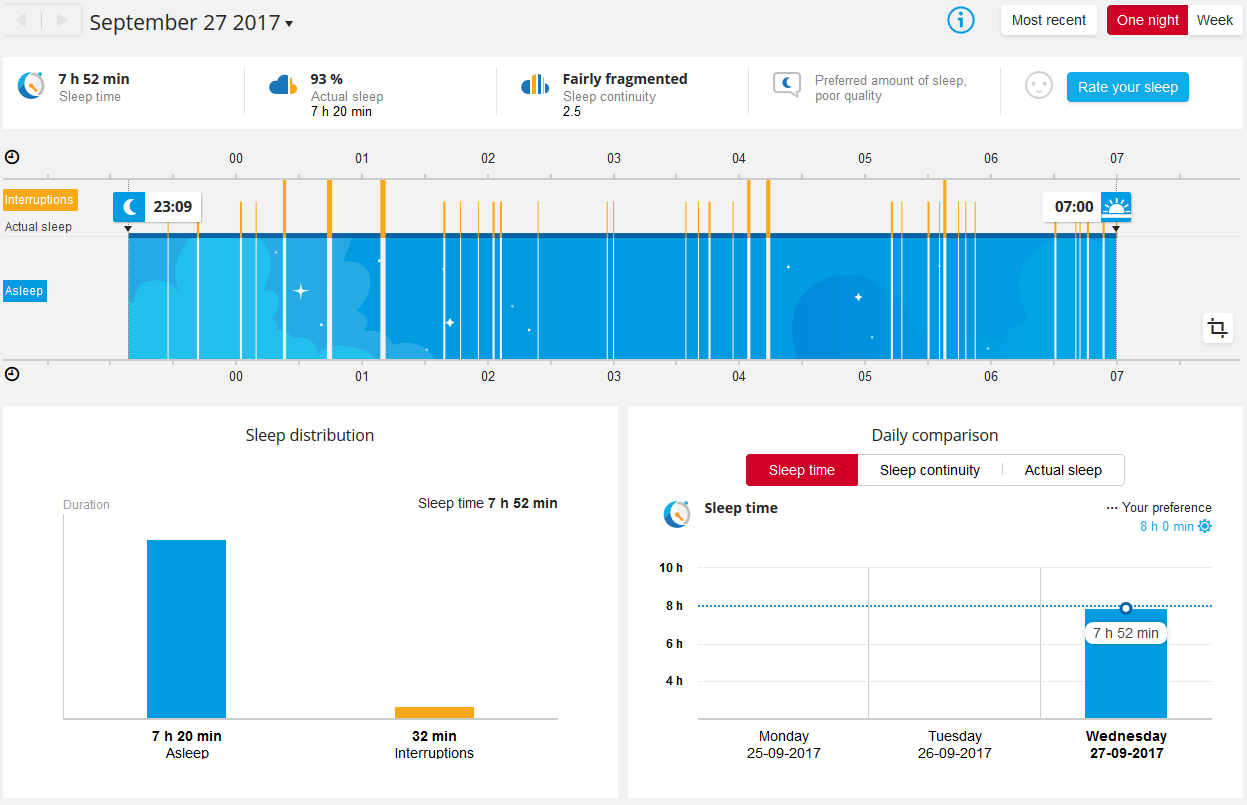 September 27 2017
Most recent
One night
Week
7 h 52 min
Sleep time
93 %
Actual sleep
7 h 20 min
Fairly fragmented
Sleep continuity
2.5
Preferred amount of sleep,
poor quality
Rate your sleep
00 01 02 03 04 05 06 07
Interruptions
23:09
07:00
Actual sleep
Asleep
00 01 02 03 04 05 06 07
Sleep distribution
Duration
Sleep time 7 h 52 min
7 h 20 min
Asleep
32 min
Interruptions
Daily comparison
Sleep time
Sleep continuity
Actual sleep
Sleep time
Your preference
8 h 0 min
10 h
8 h
6 h
4 h
7 h 52 min
Monday
25-09-2017
Tuesday
26-09-2017
Wednesday
27-09-2017